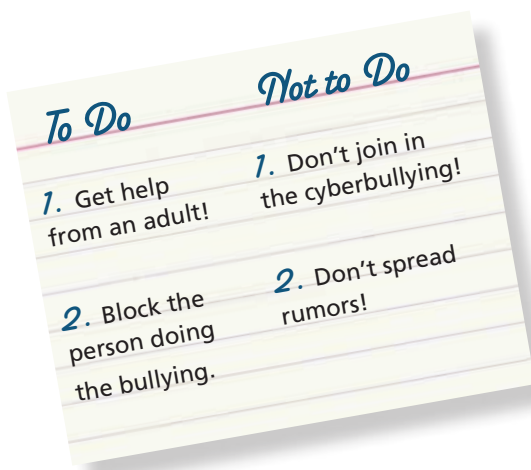 To Do
1. Get help
from an adult!
2. Block the
person doing
the bullying.
Not to Do
1. Don't join in
the cyberbullying!
2. Don't spread
rumors!